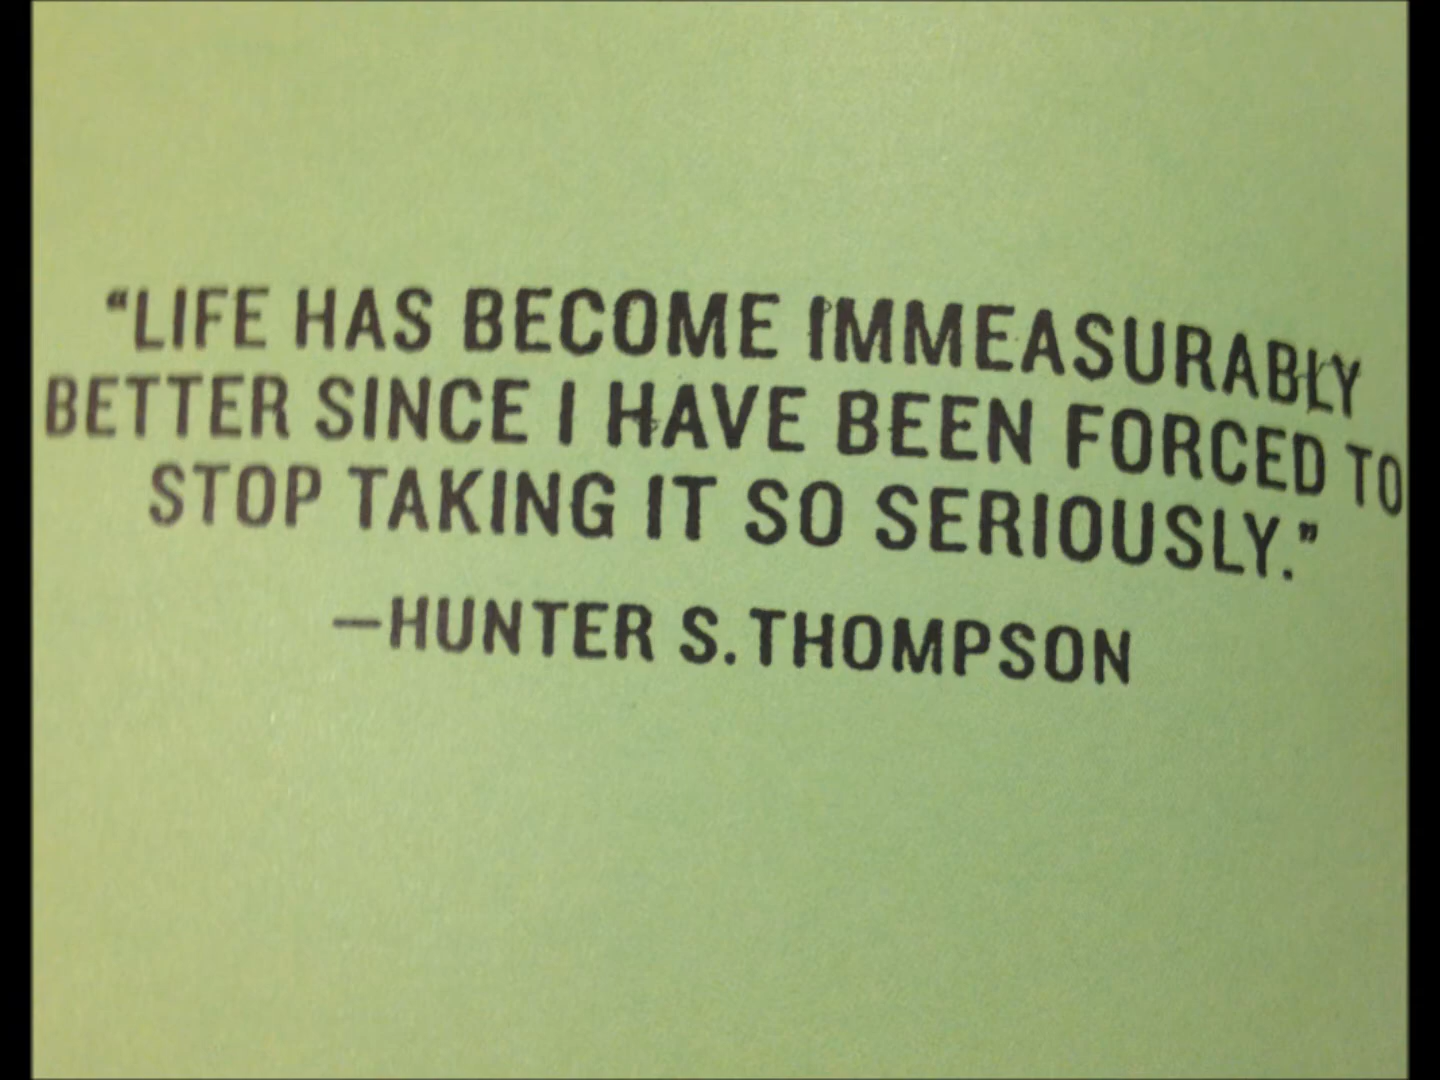 “LIFE HAS BECOME IMMEASURABLY
BETTER SINCE I HAVE BEEN FORCED TO
STOP TAKING IT SO SERIOUSLY.”
—HUNTER S. THOMPSON